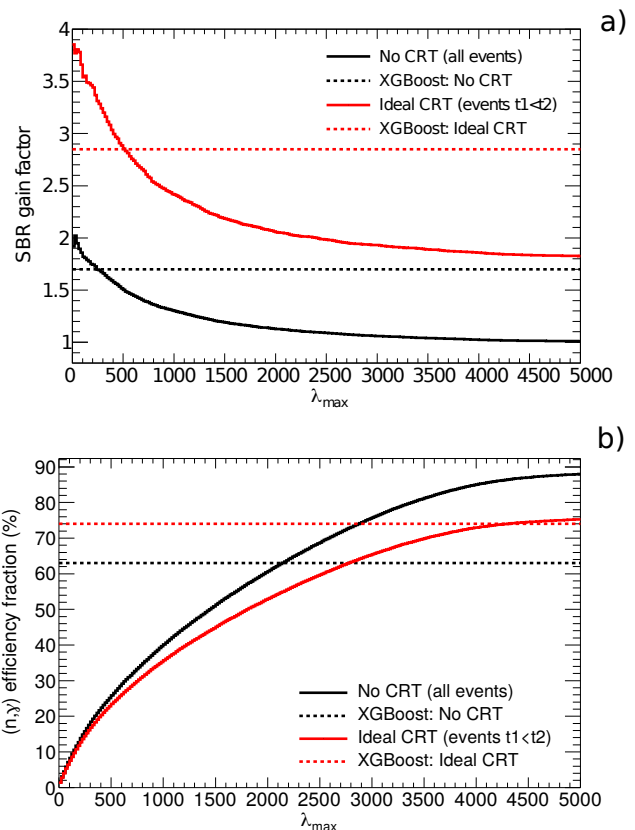 a)
4
No CRT (all events)
XGBoost: No CRT
3.5
Ideal CRT (events t1<t2)
XGBoost: Ideal CRT
3
2.5
2
1.5
1
SBR gain factor
0 500 1000 1500 2000 2500 3000 3500 4000 4500 5000
λmax
b)
90
80
70
60
50
40
30
20
10
0
(n,γ) efficiency fraction (%)
No CRT (all events)
XGBoost: No CRT
Ideal CRT (events t1<t2)
XGBoost: Ideal CRT
0 500 1000 1500 2000 2500 3000 3500 4000 4500 5000
λmax